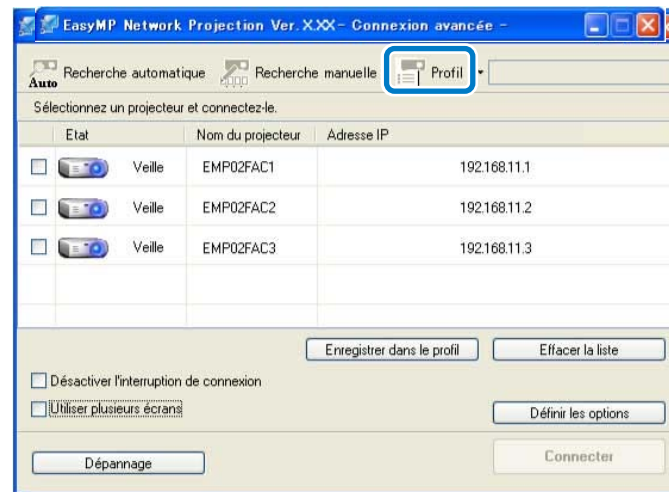 EasyMP Network Projection Ver. X.XX - Connexion avancée -
Auto Recherche automatique Recherche manuelle Profil
Sélectionnez un projecteur et connectez-le.
Etat Nom du projecteur Adresse IP
Veille EMP02FAC1 192.168.11.1
Veille EMP02FAC2 192.168.11.2
Veille EMP02FAC3 192.168.11.3
Enregistrer dans le profil Effacer la liste
Désactiver l'interruption de connexion
Utiliser plusieurs écrans
Définir les options
Dépannage Connecter